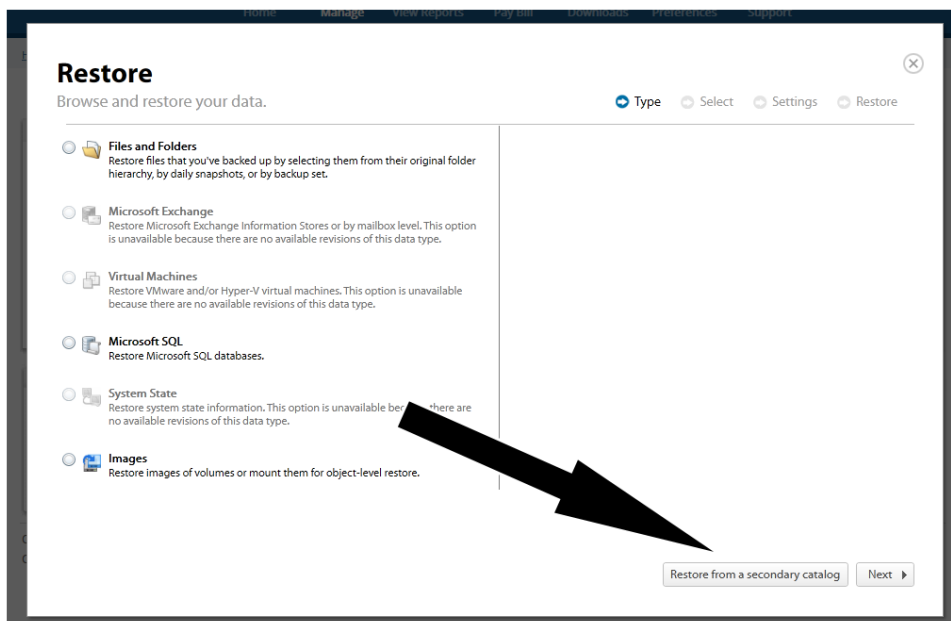 Home Manage View Reports Pay Bill Downloads Preferences Support
Restore
Browse and restore your data.
Type Select Settings Restore
Files and Folders
Restore files that you've backed up by selecting them from their original folder
hierarchy, by daily snapshots, or by backup set.
Microsoft Exchange
Restore Microsoft Exchange Information Stores or by mailbox level. This option
is unavailable because there are no available revisions of this data type.
Virtual Machines
Restore VMware and/or Hyper-V virtual machines. This option is unavailable
because there are no available revisions of this data type.
Microsoft SQL
Restore Microsoft SQL databases.
System State
Restore system state information. This option is unavailable there are
no available revisions of this data type.
Images
Restore images of volumes or mount them for object-level restore.
Restore from a secondary catalog Next